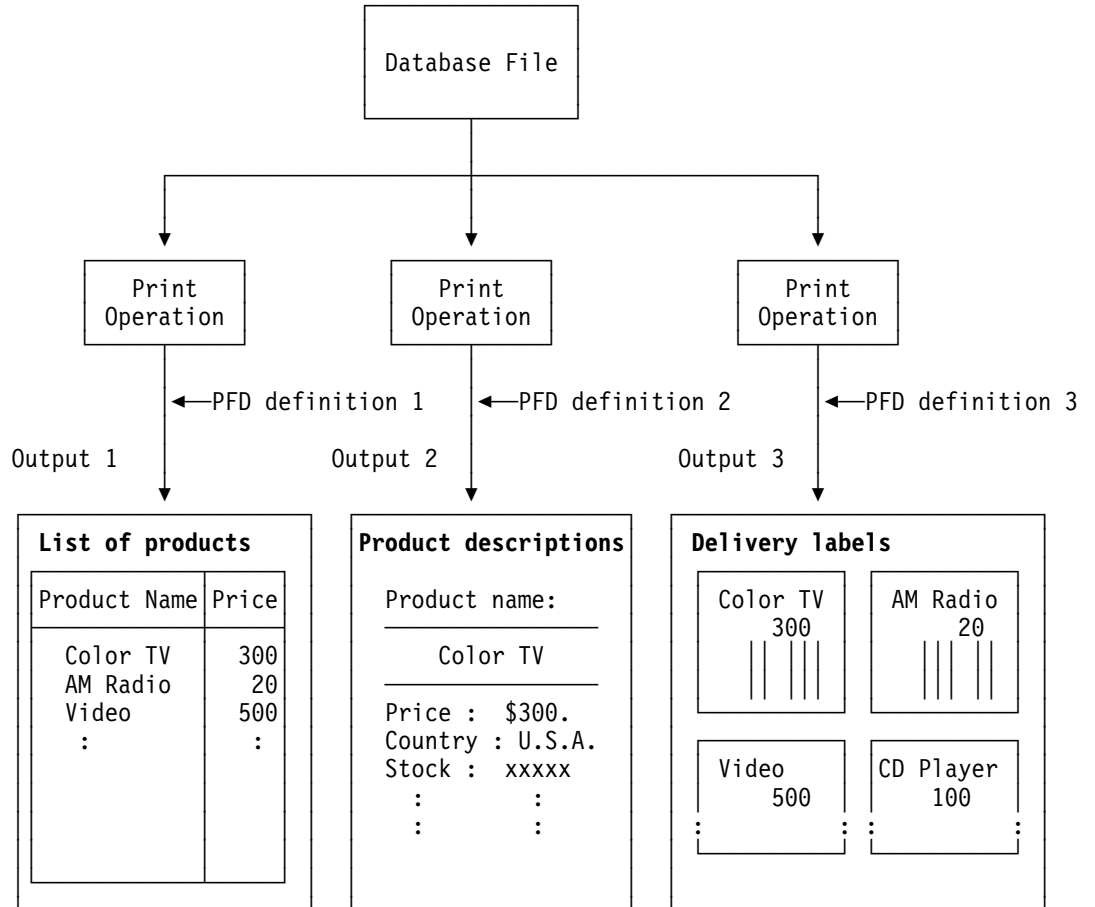 Database File
Print
Operation
Print
Operation
Print
Operation
PFD definition 1
PFD definition 2
PFD definition 3
Output 1
Output 2
Output 3
List of products
Product Name Price
Color TV 300
AM Radio 20
Video 500
: :
Product descriptions
Product name:
Color TV
Price : $300.
Country : U.S.A.
Stock : xxxxx
: :
: :
Delivery labels
Color TV
300
AM Radio
20
Video
500
: :
CD Player
100
: :